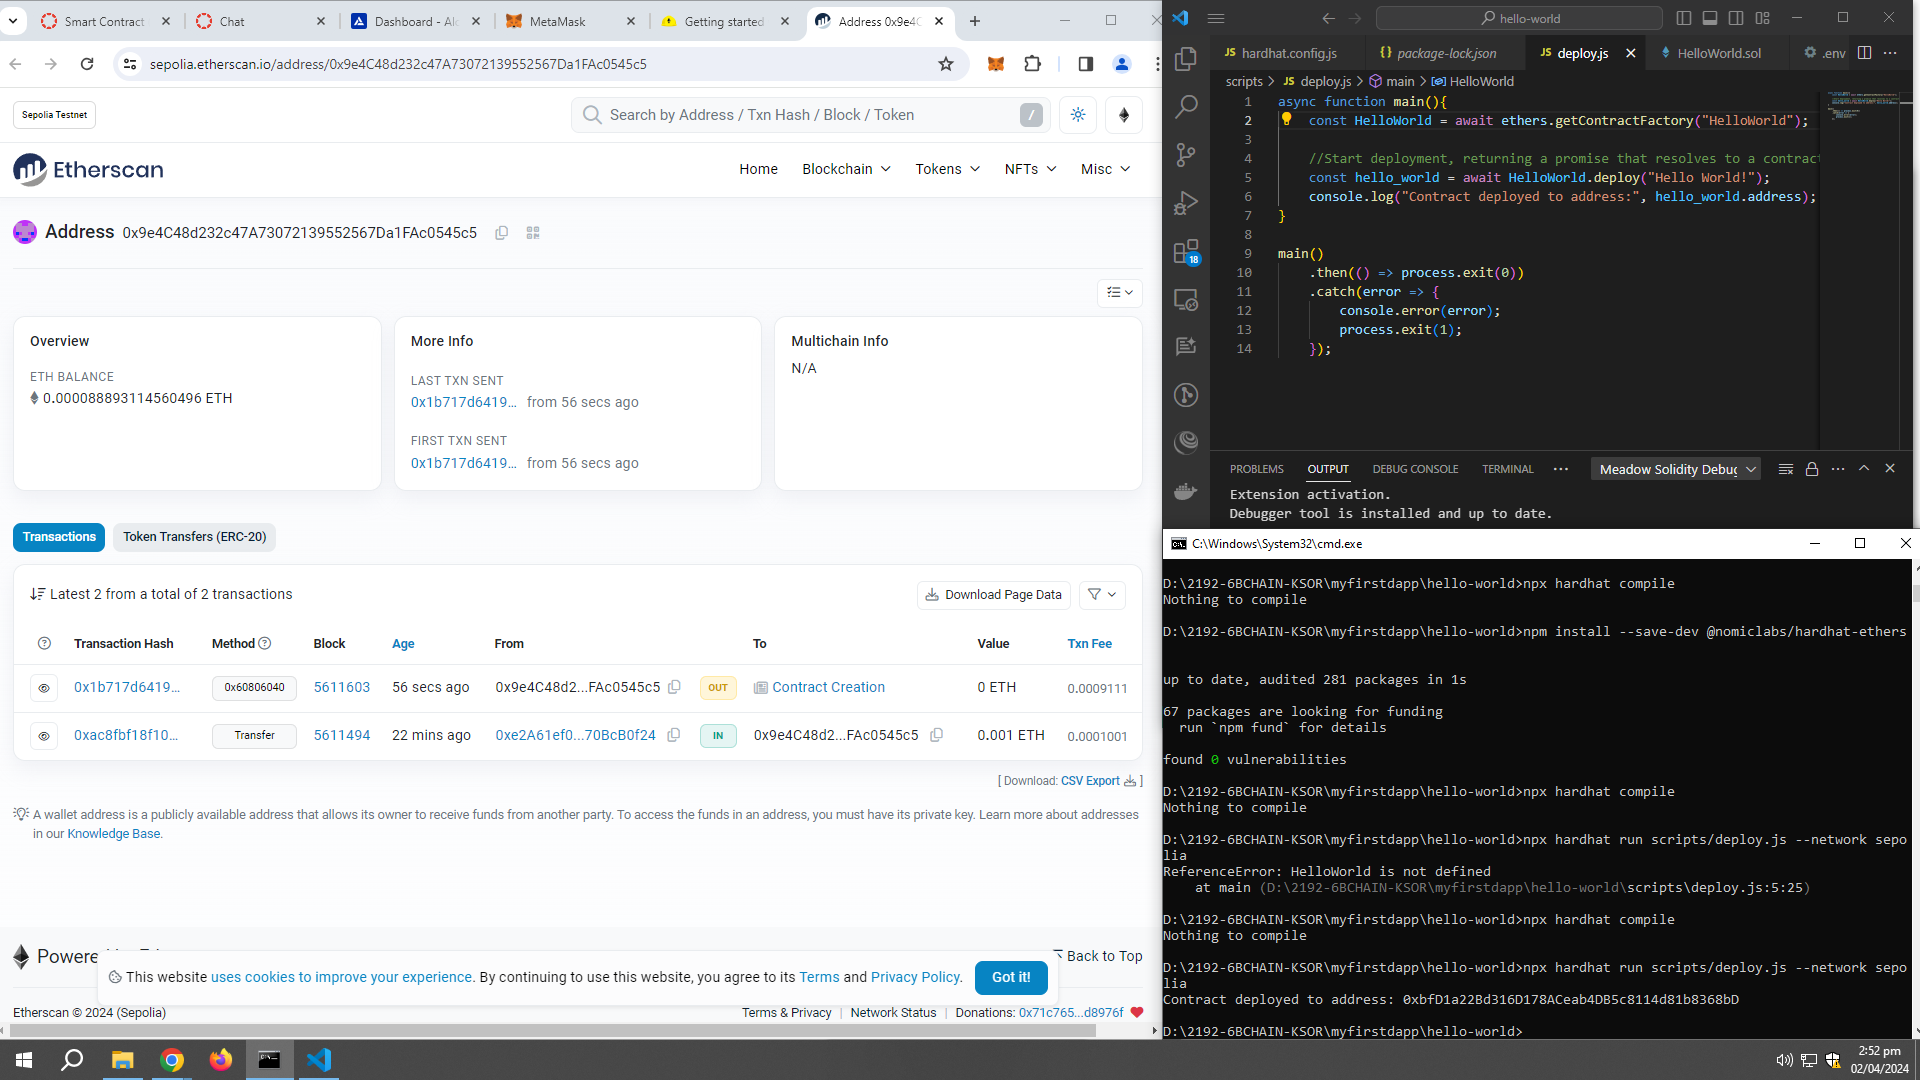 Smart Contract
Chat
Dashboard - Alc
MetaMask
Getting started
Address 0x9e4C
sepolia.etherscan.io/address/0x9e4C48d232c47A73072139552567Da1FAc0545c5
Sepolia Testnet
Search by Address / Txn Hash / Block / Token
/
Etherscan
Home
Blockchain
Tokens
NFTs
Misc
Address 0x9e4C48d232c47A73072139552567Da1FAc0545c5
Overview
ETH BALANCE
0.000088893114560496 ETH
More Info
LAST TXN SENT
0x1b717d6419... from 56 secs ago
FIRST TXN SENT
0x1b717d6419... from 56 secs ago
Multichain Info
N/A
Transactions
Token Transfers (ERC-20)
Latest 2 from a total of 2 transactions
Download Page Data
Transaction Hash Method Block Age From To Value Txn Fee
0x1b717d6419... 0x60806040 5611603 56 secs ago 0x9e4C48d2...FAc0545c5 OUT Contract Creation 0 ETH 0.0009111
0xac8fbf18f10... Transfer 5611494 22 mins ago 0xe2A61ef0...70BcB0f24 IN 0x9e4C48d2...FAc0545c5 0.001 ETH 0.0001001
[ Download: CSV Export ]
A wallet address is a publicly available address that allows its owner to receive funds from another party. To access the funds in an address, you must have its private key. Learn more about addresses
in our Knowledge Base.
Powere
Back to Top
This website uses cookies to improve your experience. By continuing to use this website, you agree to its Terms and Privacy Policy.
Got it!
Etherscan © 2024 (Sepolia)
Terms & Privacy | Network Status | Donations: 0x71c765...d8976f
hello-world
JS hardhat.config.js
{} package-lock.json
JS deploy.js
HelloWorld.sol
.env
scripts > JS deploy.js > main > HelloWorld
1 async function main(){
2 const HelloWorld = await ethers.getContractFactory("HelloWorld");
3
4 //Start deployment, returning a promise that resolves to a contract
5 const hello_world = await HelloWorld.deploy("Hello World!");
6 console.log("Contract deployed to address:", hello_world.address);
7 }
8
9 main()
10 .then(() => process.exit(0))
11 .catch(error => {
12 console.error(error);
13 process.exit(1);
14 });
18
PROBLEMS
OUTPUT
DEBUG CONSOLE
TERMINAL
Meadow Solidity Debug
Extension activation.
Debugger tool is installed and up to date.
C:\Windows\System32\cmd.exe
D:\2192-6BCHAIN-KSOR\myfirstdapp\hello-world>npx hardhat compile
Nothing to compile
D:\2192-6BCHAIN-KSOR\myfirstdapp\hello-world>npm install --save-dev @nomiclabs/hardhat-ethers
up to date, audited 281 packages in 1s
67 packages are looking for funding
run `npm fund` for details
found 0 vulnerabilities
D:\2192-6BCHAIN-KSOR\myfirstdapp\hello-world>npx hardhat compile
Nothing to compile
D:\2192-6BCHAIN-KSOR\myfirstdapp\hello-world>npx hardhat run scripts/deploy.js --network sepo
lia
ReferenceError: HelloWorld is not defined
at main (D:\2192-6BCHAIN-KSOR\myfirstdapp\hello-world\scripts\deploy.js:5:25)
D:\2192-6BCHAIN-KSOR\myfirstdapp\hello-world>npx hardhat compile
Nothing to compile
D:\2192-6BCHAIN-KSOR\myfirstdapp\hello-world>npx hardhat run scripts/deploy.js --network sepo
lia
Contract deployed to address: 0xbfD1a22Bd316D178ACeab4DB5c8114d81b8368bD
D:\2192-6BCHAIN-KSOR\myfirstdapp\hello-world>
2:52 pm
02/04/2024